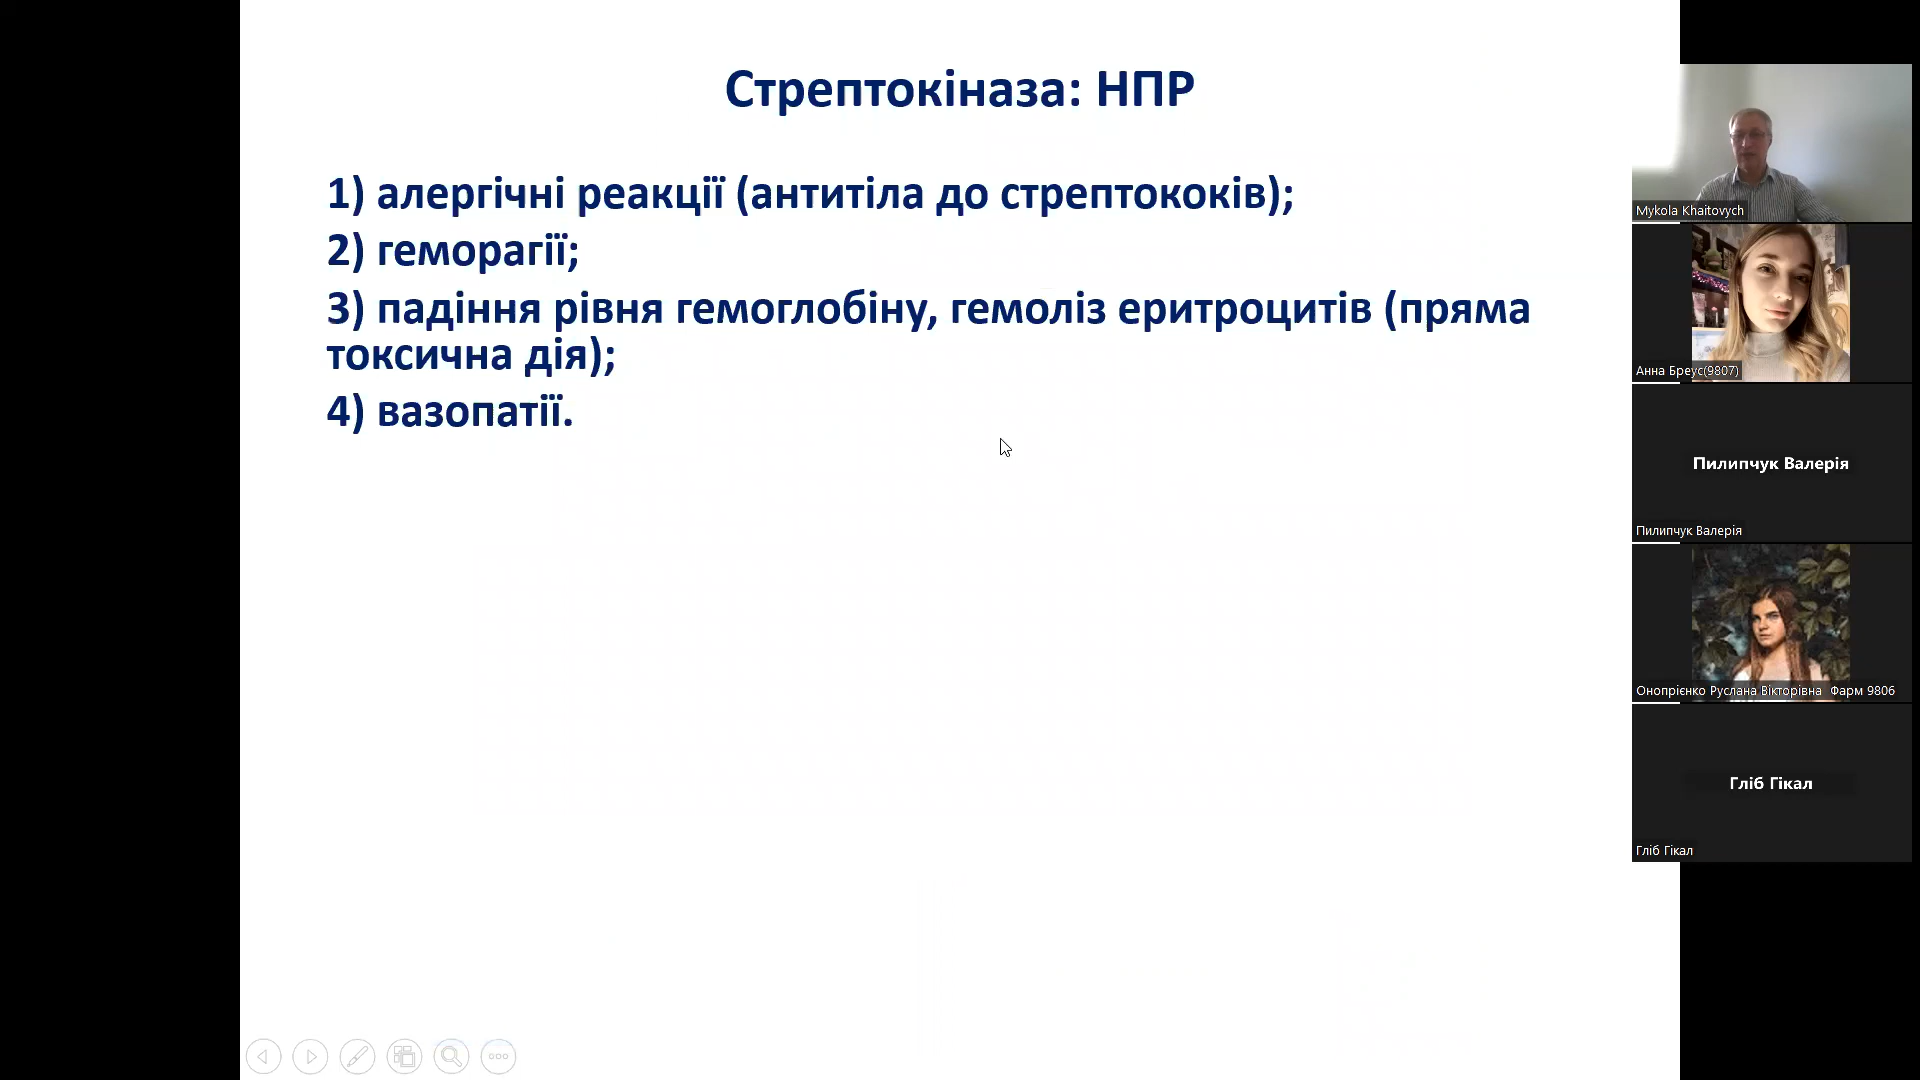 Стрептокіназа: НПР
1) алергічні реакції (антитіла до стрептококів);
2) геморагії;
3) падіння рівня гемоглобіну, гемоліз еритроцитів (пряма
токсична дія);
4) вазопатії.
Mykola Khaitovych
Анна Бреус(9807)
Пилипчук Валерія
Пилипчук Валерія
Онопрієнко Руслана Вікторівна Фарм 9806
Гліб Гікал
Гліб Гікал